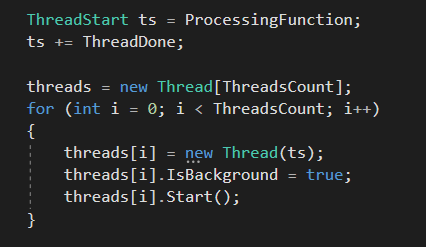 ThreadStart ts = ProcessingFunction;
ts += ThreadDone;
threads = new Thread[ThreadsCount];
for (int i = 0; i < ThreadsCount; i++)
{
threads[i] = new Thread(ts);
threads[i].IsBackground = true;
threads[i].Start();
}